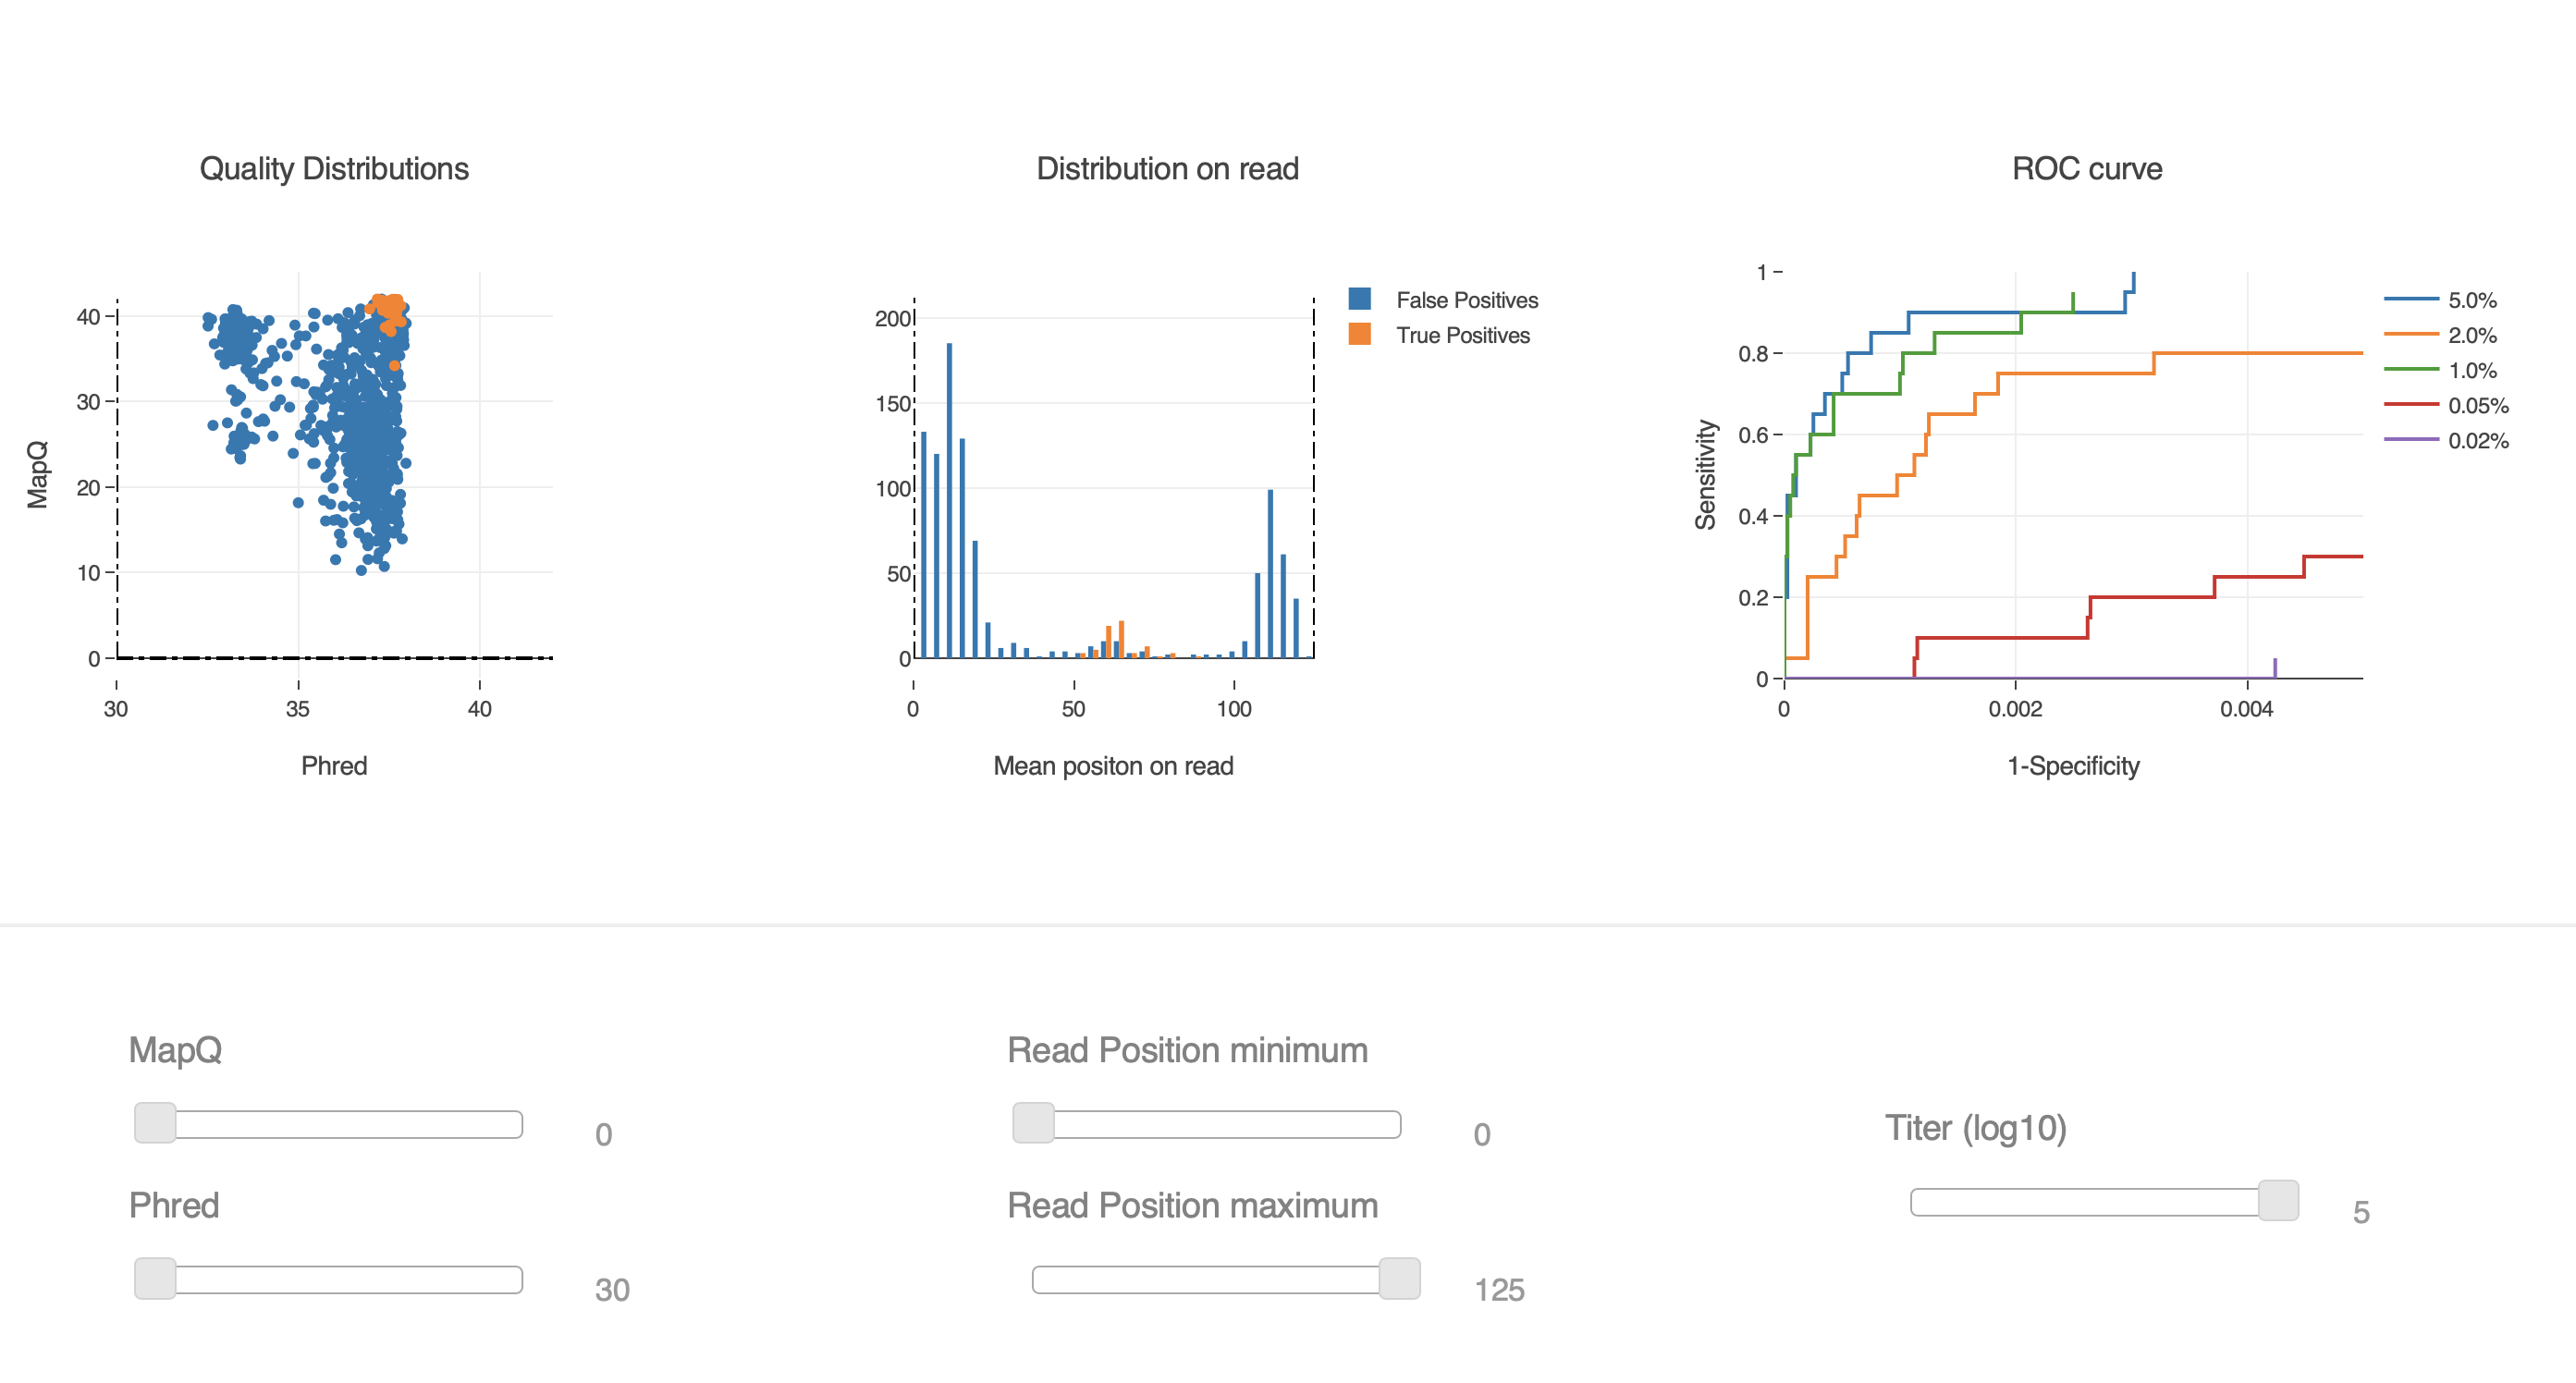 Quality Distributions
MapQ
40
30
20
10
0
30 35 40
Phred
Distribution on read
200
150
100
50
0
0 50 100
Mean positon on read
False Positives
True Positives
ROC curve
Sensitivity
1
0.8
0.6
0.4
0.2
0
0 0.002 0.004
1-Specificity
5.0%
2.0%
1.0%
0.05%
0.02%
MapQ
0
Phred
30
Read Position minimum
0
Read Position maximum
125
Titer (log10)
5